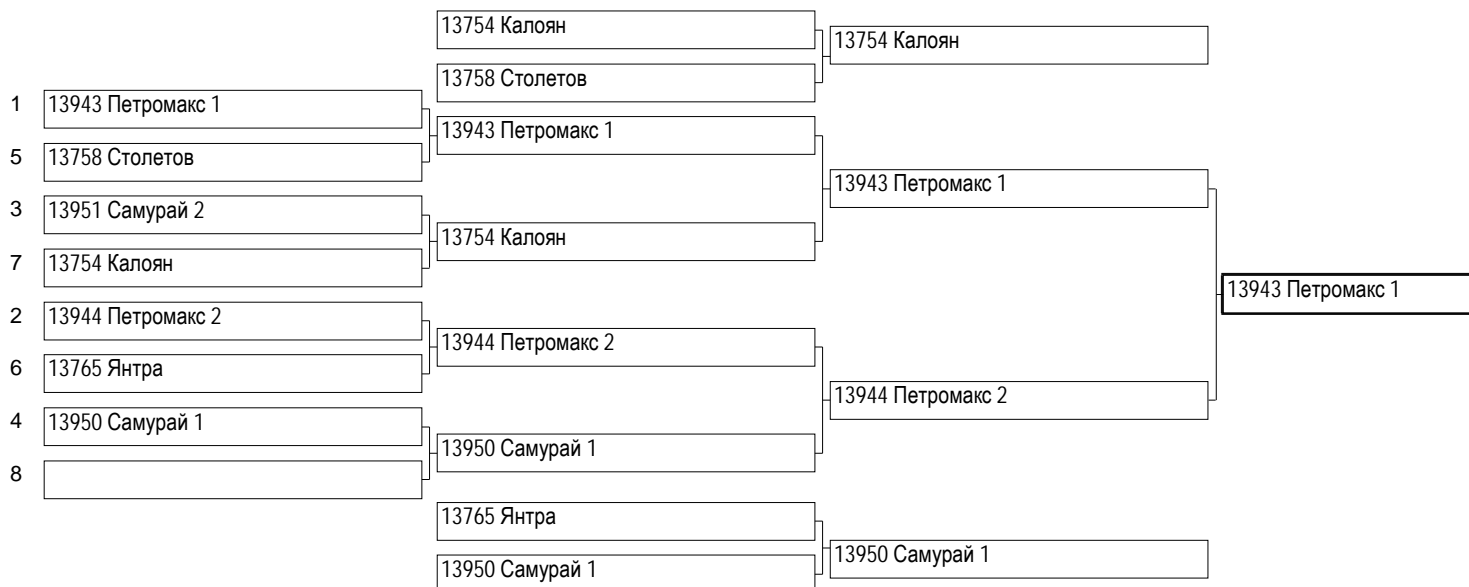 13754 Калоян
13758 Столетов
13754 Калоян
1 13943 Петромакс 1
5 13758 Столетов
3 13951 Самурай 2
7 13754 Калоян
2 13944 Петромакс 2
6 13765 Янтра
4 13950 Самурай 1
8
13943 Петромакс 1
13754 Калоян
13944 Петромакс 2
13950 Самурай 1
13943 Петромакс 1
13944 Петромакс 2
13943 Петромакс 1
13765 Янтра
13950 Самурай 1
13950 Самурай 1